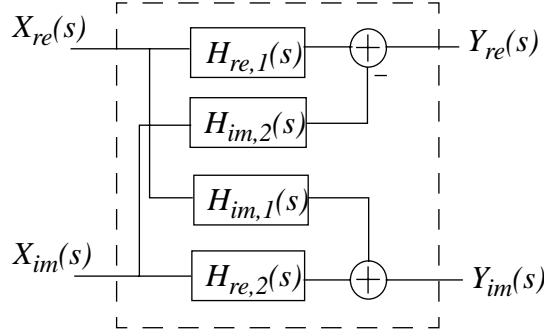 X_re(s) H_re,1(s) + Y_re(s)
−
H_im,2(s)
H_im,1(s)
X_im(s) H_re,2(s) + Y_im(s)